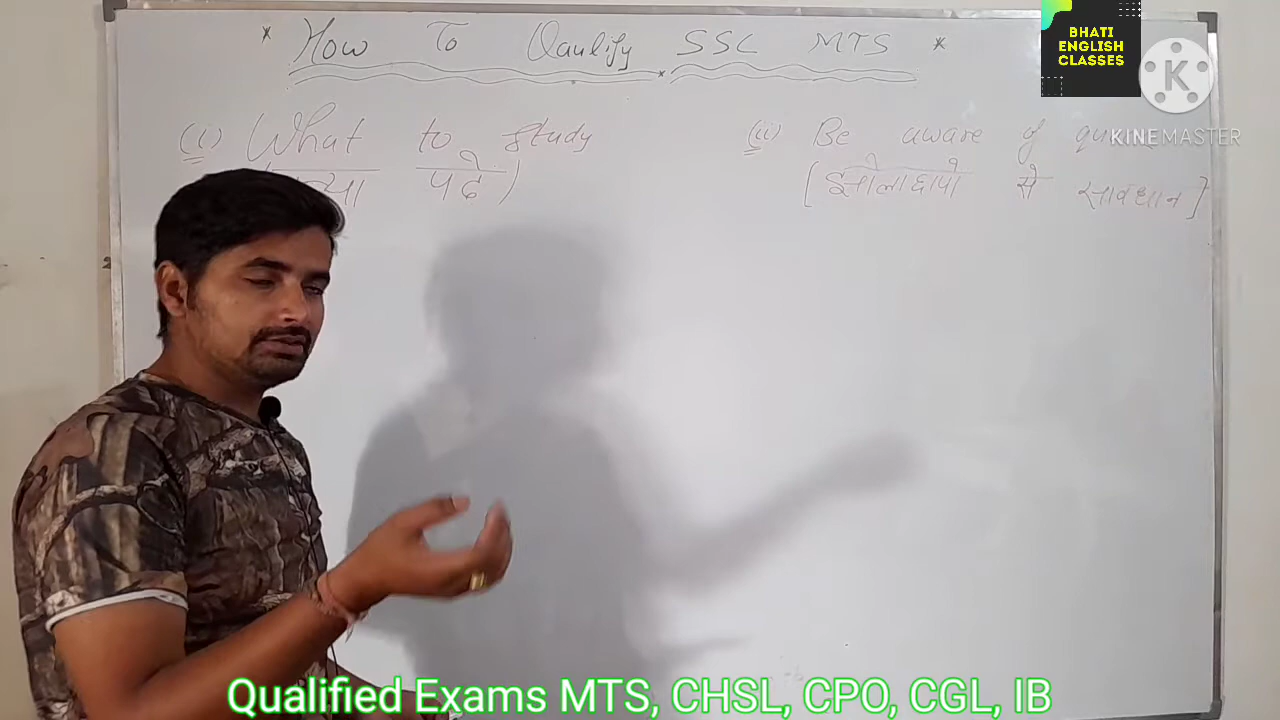 * How To Qaulify SSC MTS *
BHATI
ENGLISH
CLASSES
K
KINEMASTER
(i) What to study
पढे )
(ii) Be aware of
[ झोलाछापो से सावधान ]
Qualified Exams MTS, CHSL, CPO, CGL, IB